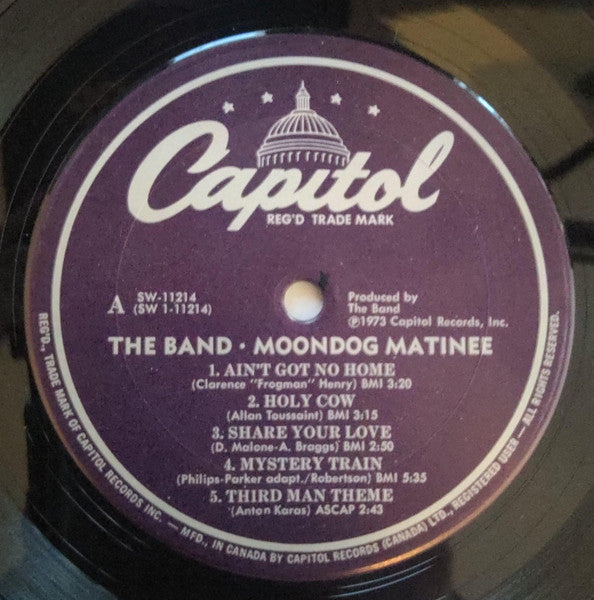 Capitol
REG'D TRADE MARK
A
SW-11214
(SW 1-11214)
Produced by
The Band
Ⓟ1973 Capitol Records, Inc.
THE BAND • MOONDOG MATINEE
1. AIN'T GOT NO HOME
(Clarence "Frogman" Henry) BMI 3:20
2. HOLY COW
(Allan Toussaint) BMI 3:15
3. SHARE YOUR LOVE
(D. Malone-A. Braggs) BMI 2:50
4. MYSTERY TRAIN
(Philips-Parker adapt./Robertson) BMI 5:35
5. THIRD MAN THEME
(Anton Karas) ASCAP 2:43
REG'D., TRADE MARK OF CAPITOL RECORDS INC. — MFD., IN CANADA BY CAPITOL RECORDS (CANADA) LTD., REGISTERED USER — ALL RIGHTS RESERVED.